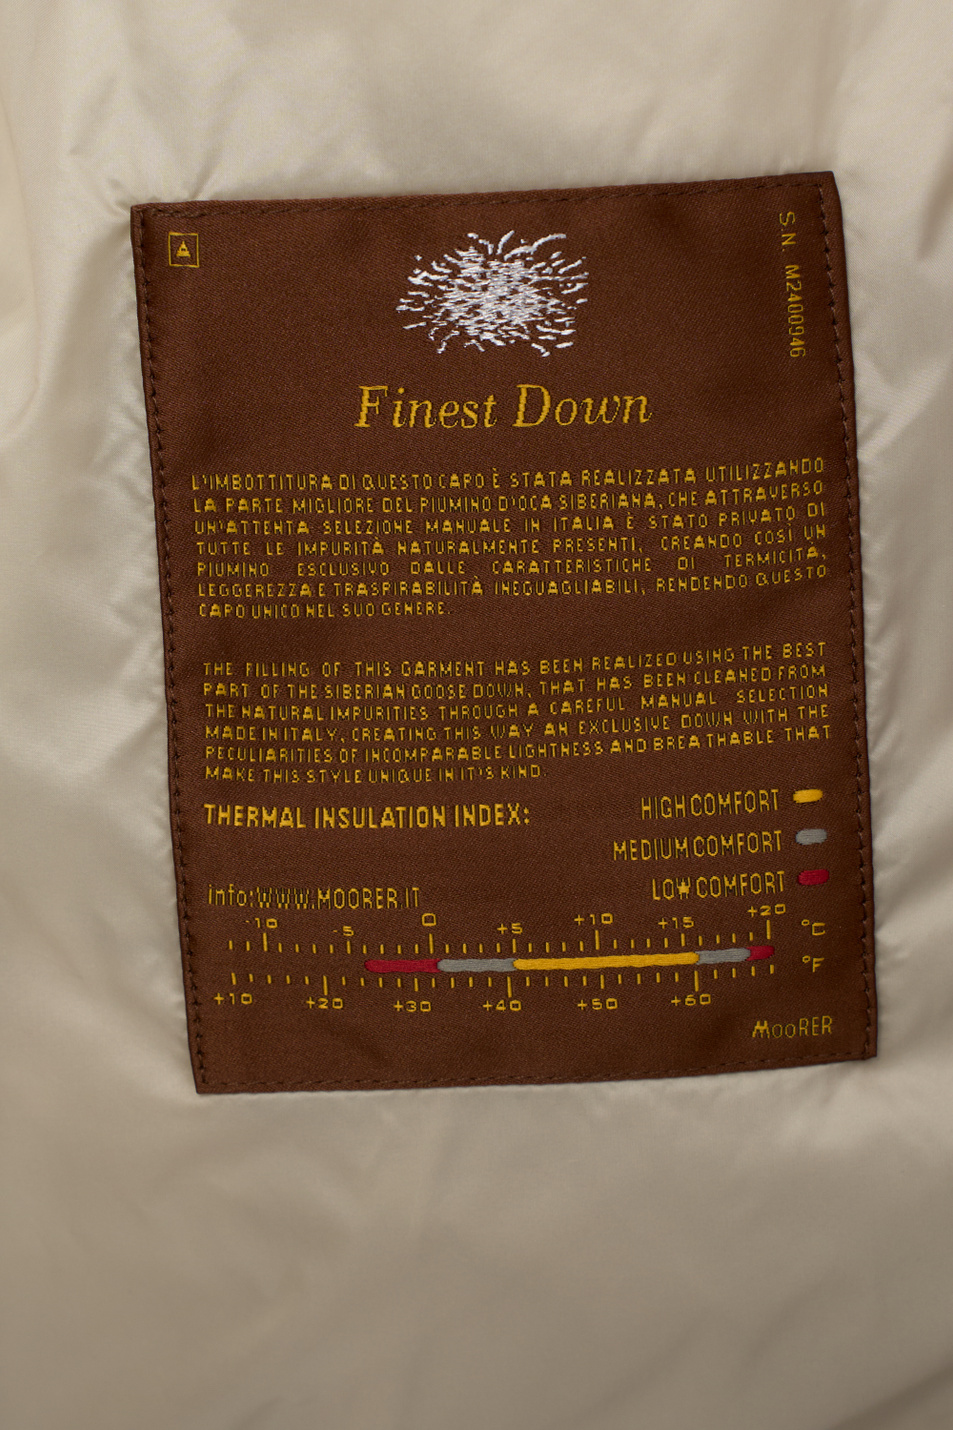 A
S.N. M2400946
Finest Down
L'IMBOTTITURA DI QUESTO CAPO È STATA REALIZZATA UTILIZZANDO
LA PARTE MIGLIORE DEL PIUMINO D'OCA SIBERIANA, CHE ATTRAVERSO
UN'ATTENTA SELEZIONE MANUALE IN ITALIA È STATO PRIVATO DI
TUTTE LE IMPURITÀ NATURALMENTE PRESENTI, CREANDO COSÌ UN
PIUMINO ESCLUSIVO DALLE CARATTERISTICHE DI TERMICITÀ,
LEGGEREZZA E TRASPIRABILITÀ INEGUAGLIABILI, RENDENDO QUESTO
CAPO UNICO NEL SUO GENERE.
THE FILLING OF THIS GARMENT HAS BEEN REALIZED USING THE BEST
PART OF THE SIBERIAN GOOSE DOWN, THAT HAS BEEN CLEANED FROM
THE NATURAL IMPURITIES THROUGH A CAREFUL MANUAL SELECTION
MADE IN ITALY, CREATING THIS WAY AN EXCLUSIVE DOWN WITH THE
PECULIARITIES OF INCOMPARABLE LIGHTNESS AND BREATHABLE THAT
MAKE THIS STYLE UNIQUE IN IT'S KIND.
THERMAL INSULATION INDEX:
HIGH COMFORT
MEDIUM COMFORT
LOW COMFORT
info:WWW.MOORER.IT
-10 -5 0 +5 +10 +15 +20 °C
+10 +20 +30 +40 +50 +60 °F
MOORER